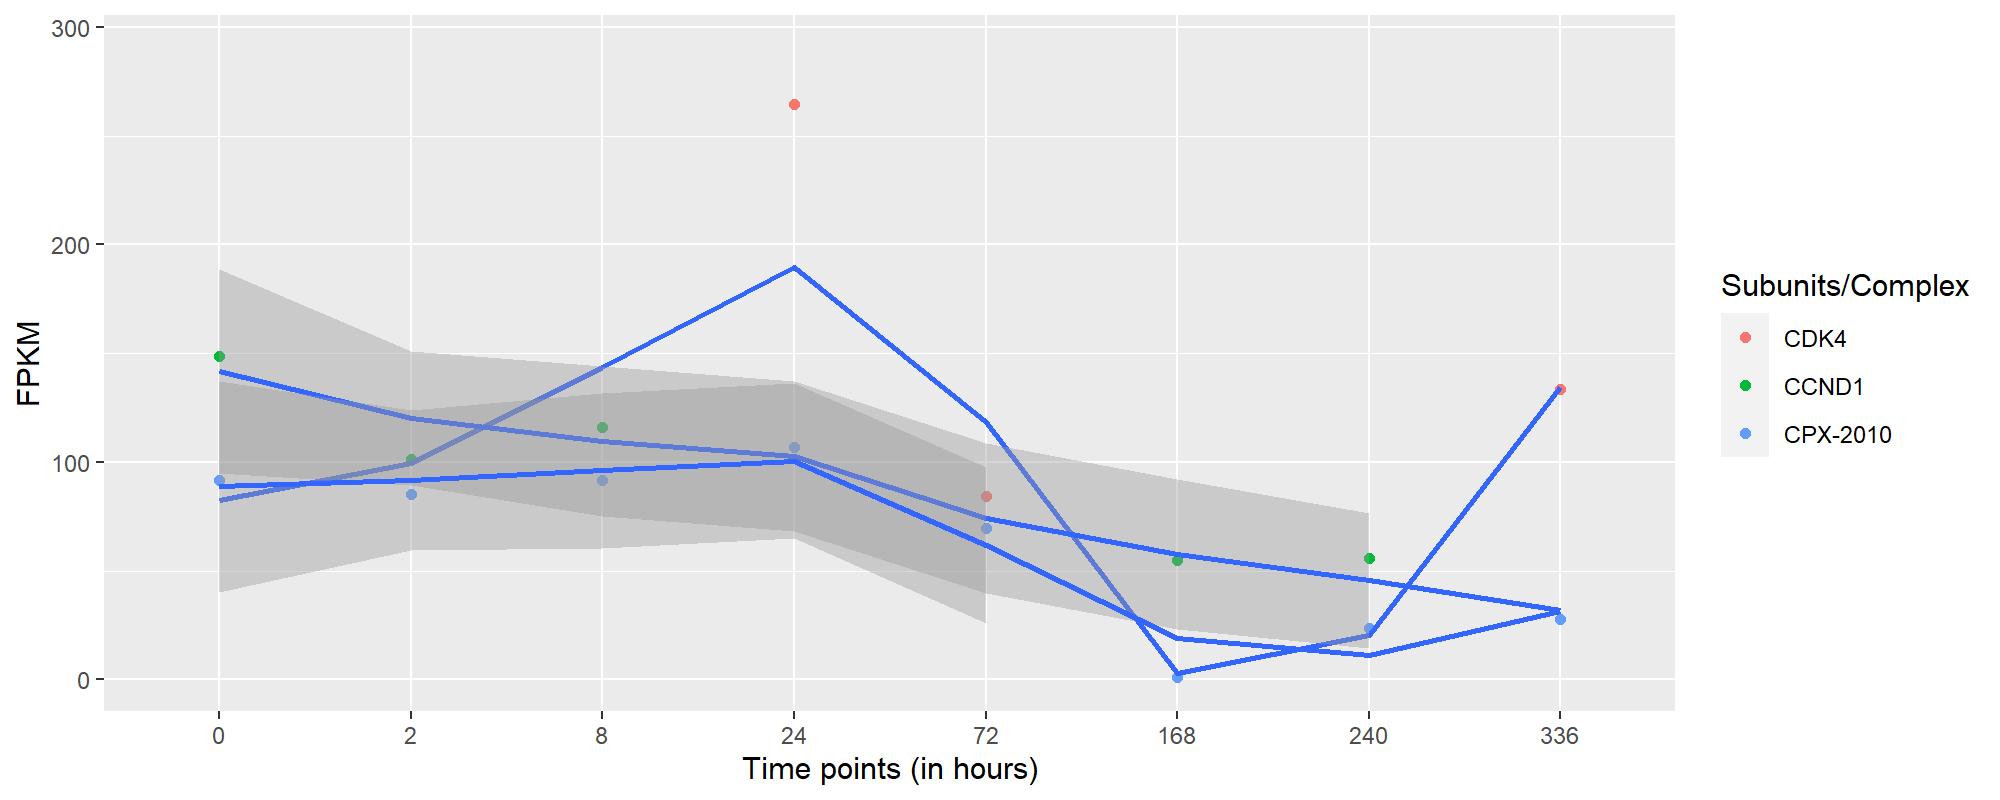 300
200
100
0
FPKM
0 2 8 24 72 168 240 336
Time points (in hours)
Subunits/Complex
CDK4
CCND1
CPX-2010